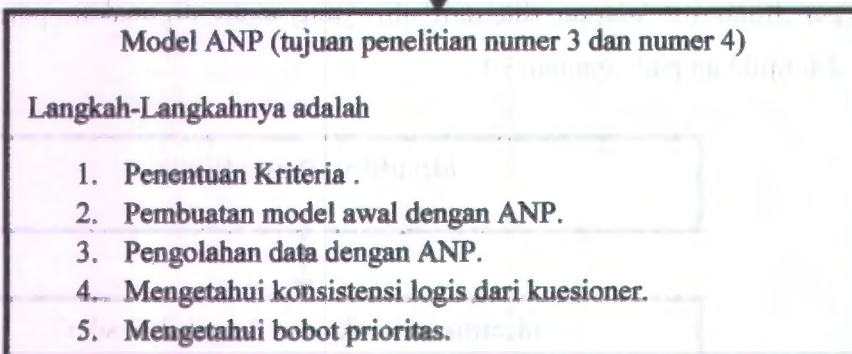 Model ANP (tujuan penelitian numer 3 dan numer 4)
Langkah-Langkahnya adalah
1. Penentuan Kriteria .
2. Pembuatan model awal dengan ANP.
3. Pengolahan data dengan ANP.
4. Mengetahui konsistensi logis dari kuesioner.
5. Mengetahui bobot prioritas.